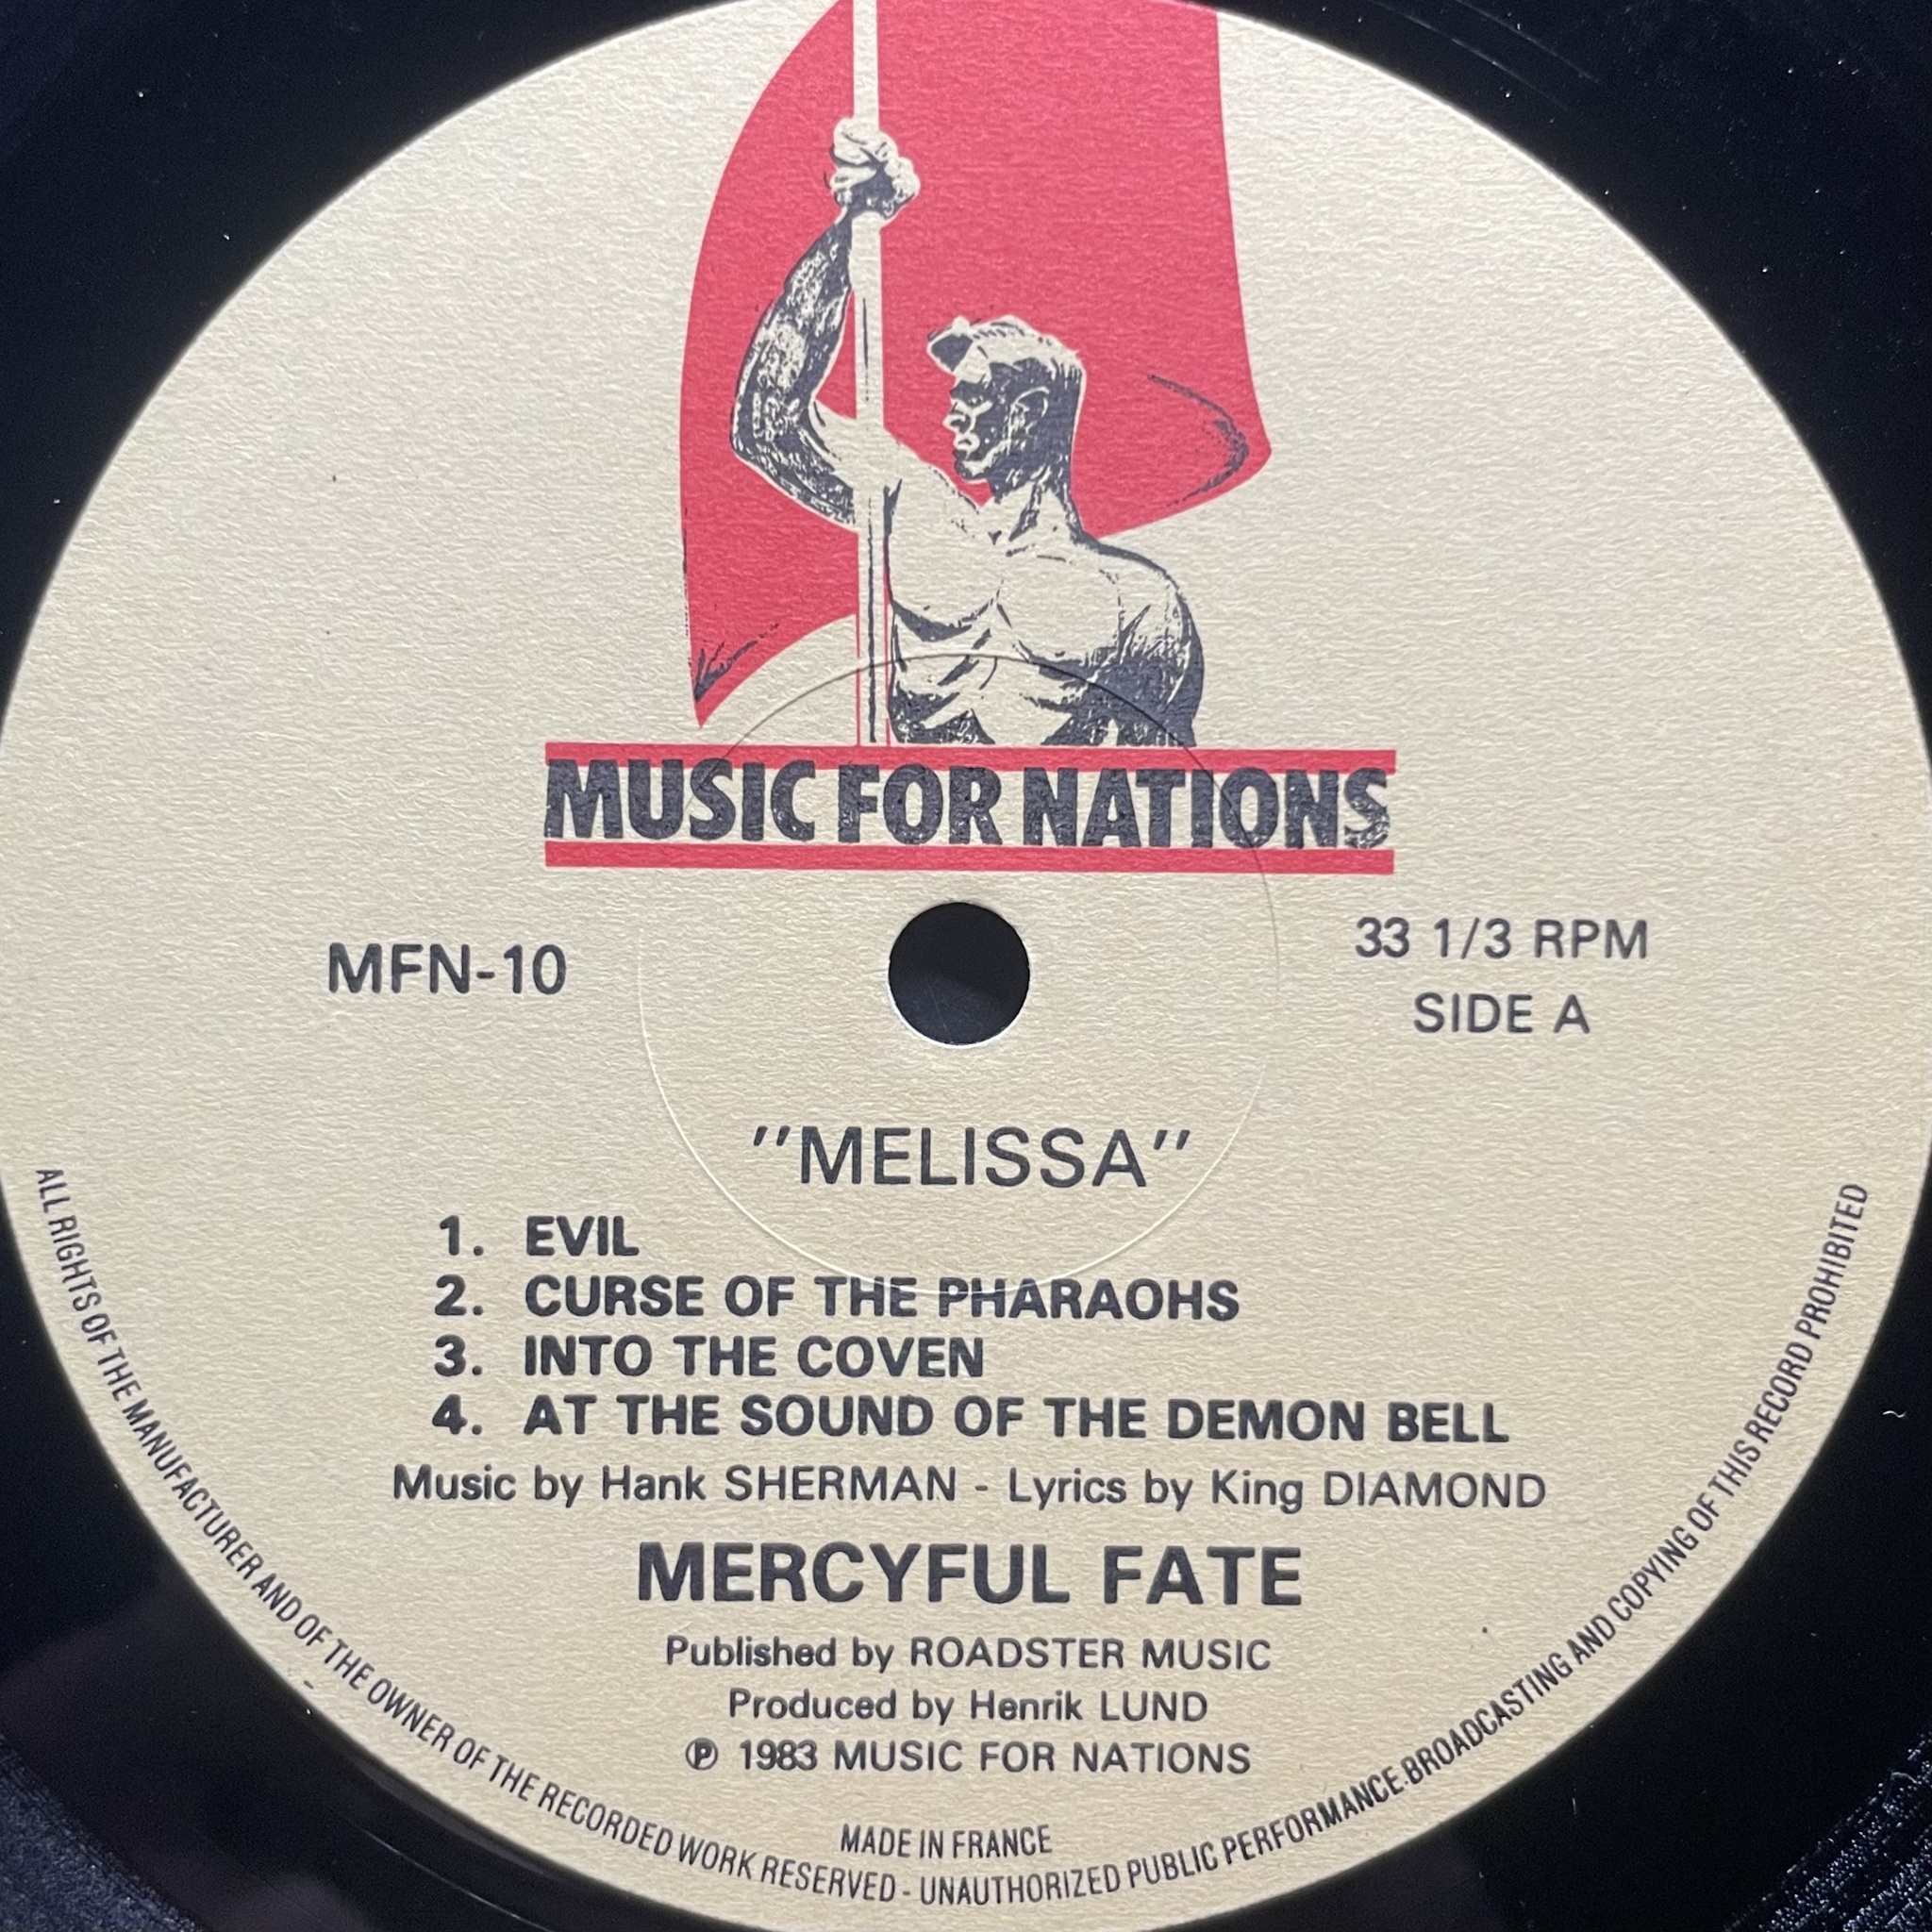 MUSIC FOR NATIONS
MFN-10
33 1/3 RPM
SIDE A
"MELISSA"
1. EVIL
2. CURSE OF THE PHARAOHS
3. INTO THE COVEN
4. AT THE SOUND OF THE DEMON BELL
Music by Hank SHERMAN - Lyrics by King DIAMOND
MERCYFUL FATE
Published by ROADSTER MUSIC
Produced by Henrik LUND
℗ 1983 MUSIC FOR NATIONS
MADE IN FRANCE
ALL RIGHTS OF THE MANUFACTURER AND OF THE OWNER OF THE RECORDED WORK RESERVED - UNAUTHORIZED PUBLIC PERFORMANCE.BROADCASTING AND COPYING OF THIS RECORD PROHIBITED